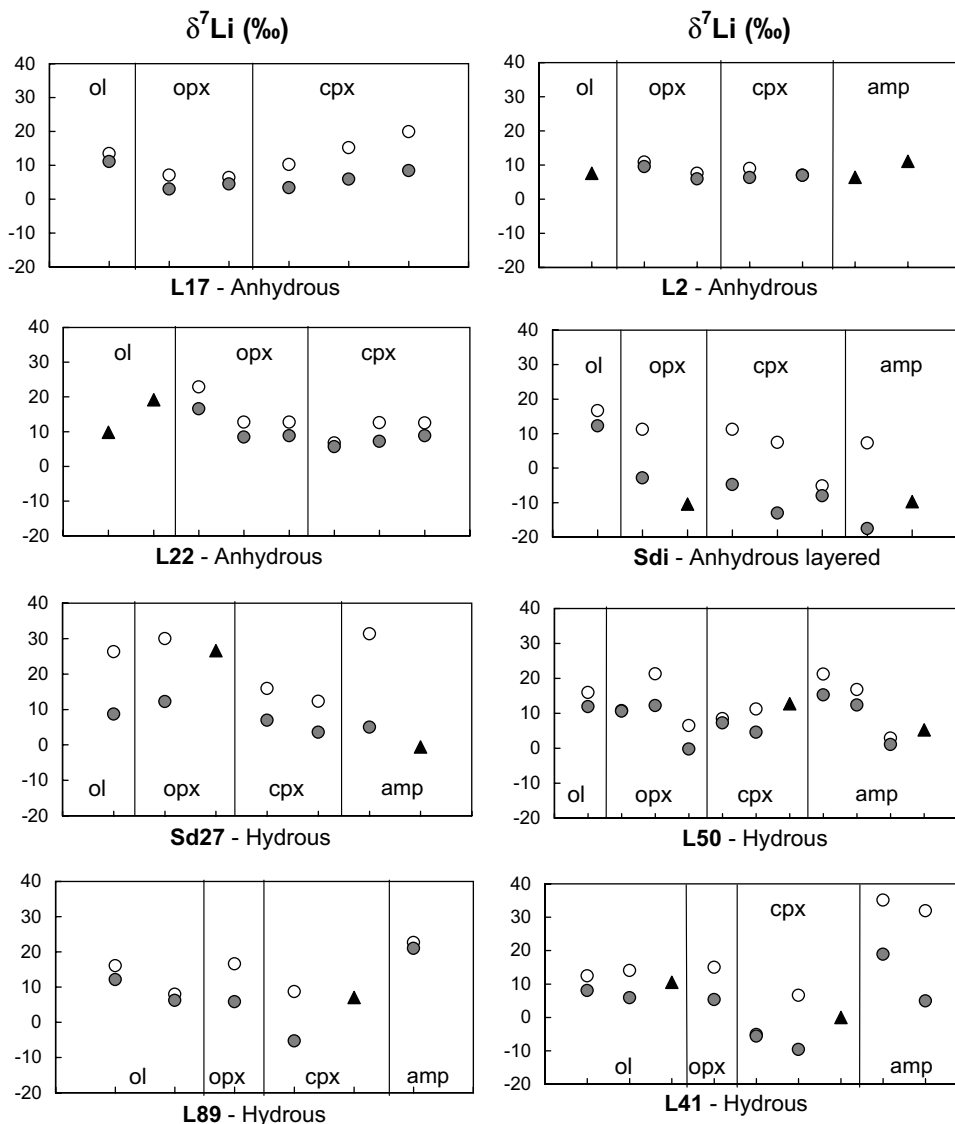 δ⁷Li (‰)
δ⁷Li (‰)
40
30
20
10
0
-10
-20
ol
opx
cpx
L17 - Anhydrous
40
30
20
10
0
-10
-20
ol
opx
cpx
amp
L2 - Anhydrous
40
30
20
10
0
-10
-20
ol
opx
cpx
L22 - Anhydrous
40
30
20
10
0
-10
-20
ol
opx
cpx
amp
Sdi - Anhydrous layered
40
30
20
10
0
-10
-20
ol
opx
cpx
amp
Sd27 - Hydrous
40
30
20
10
0
-10
-20
ol
opx
cpx
amp
L50 - Hydrous
40
30
20
10
0
-10
-20
ol
opx
cpx
amp
L89 - Hydrous
40
30
20
10
0
-10
-20
cpx
ol
opx
amp
L41 - Hydrous